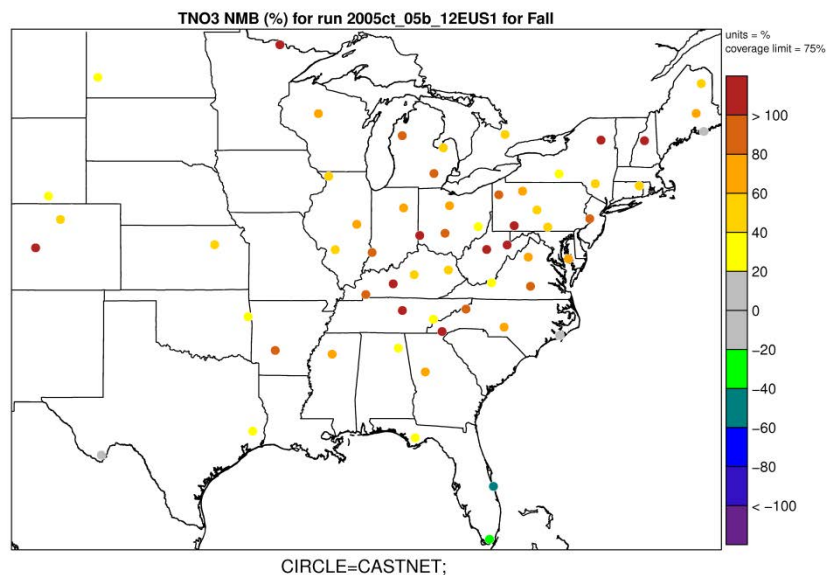 TNO3 NMB (%) for run 2005ct_05b_12EUS1 for Fall
units = %
coverage limit = 75%
> 100
80
60
40
20
0
−20
−40
−60
−80
< −100
CIRCLE=CASTNET;